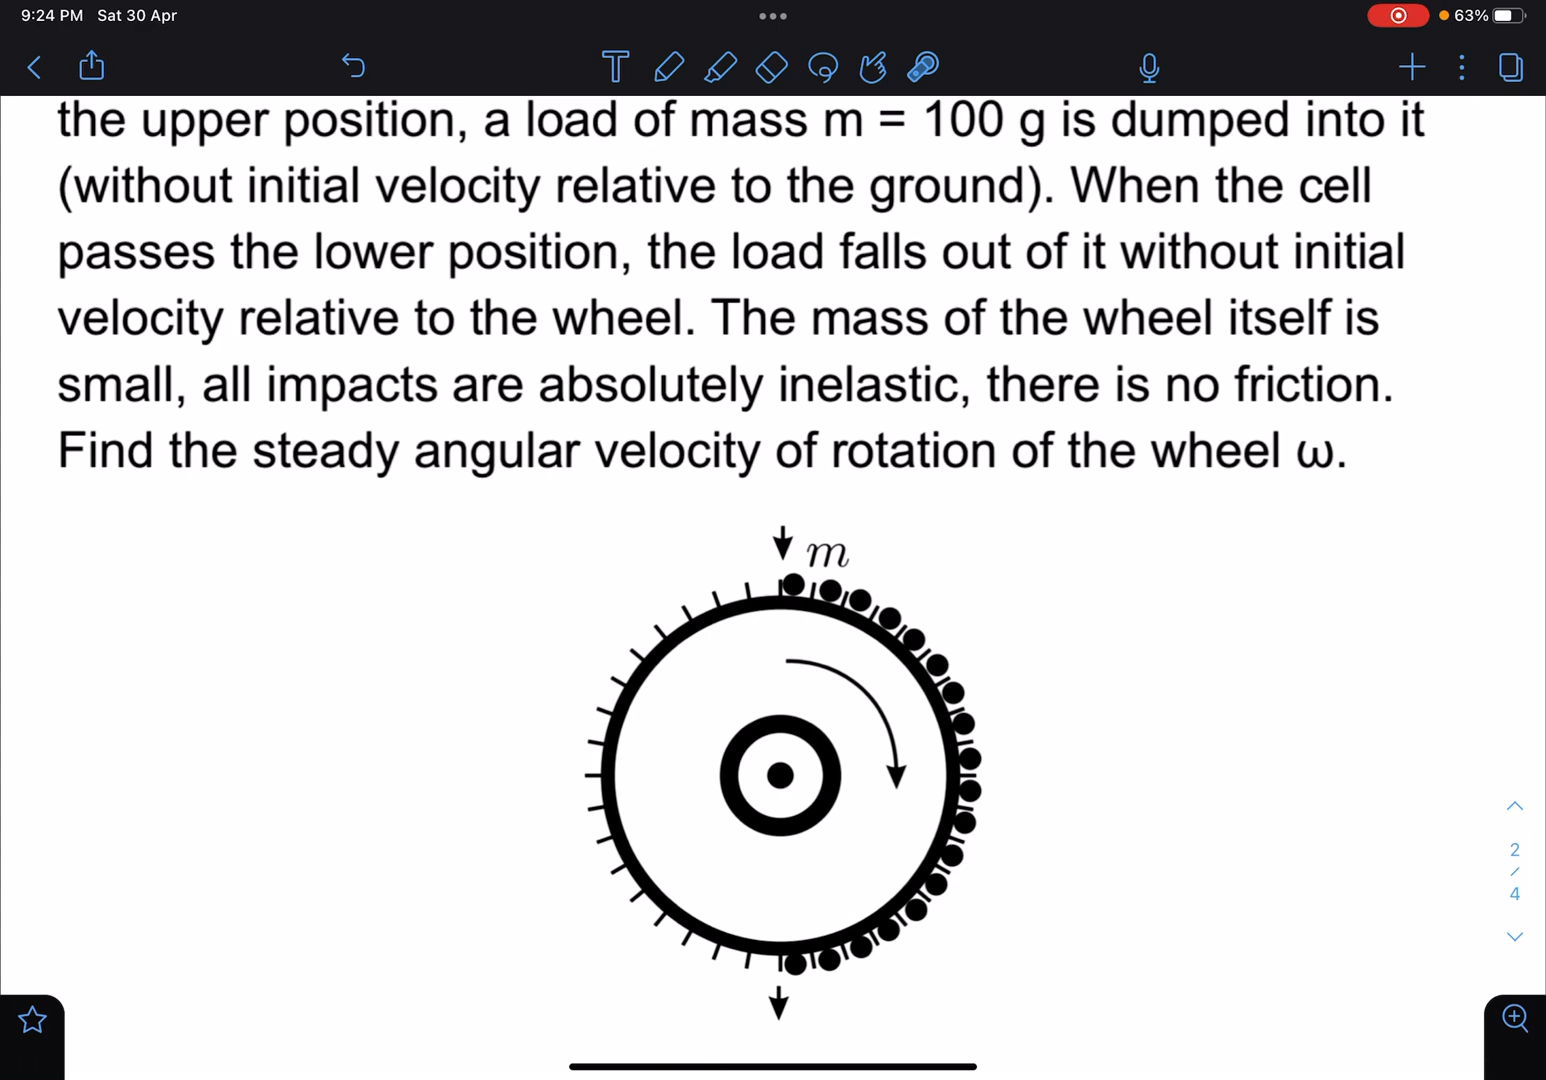 9:24 PM Sat 30 Apr
63%
the upper position, a load of mass m = 100 g is dumped into it
(without initial velocity relative to the ground). When the cell
passes the lower position, the load falls out of it without initial
velocity relative to the wheel. The mass of the wheel itself is
small, all impacts are absolutely inelastic, there is no friction.
Find the steady angular velocity of rotation of the wheel ω.
m
2
/
4